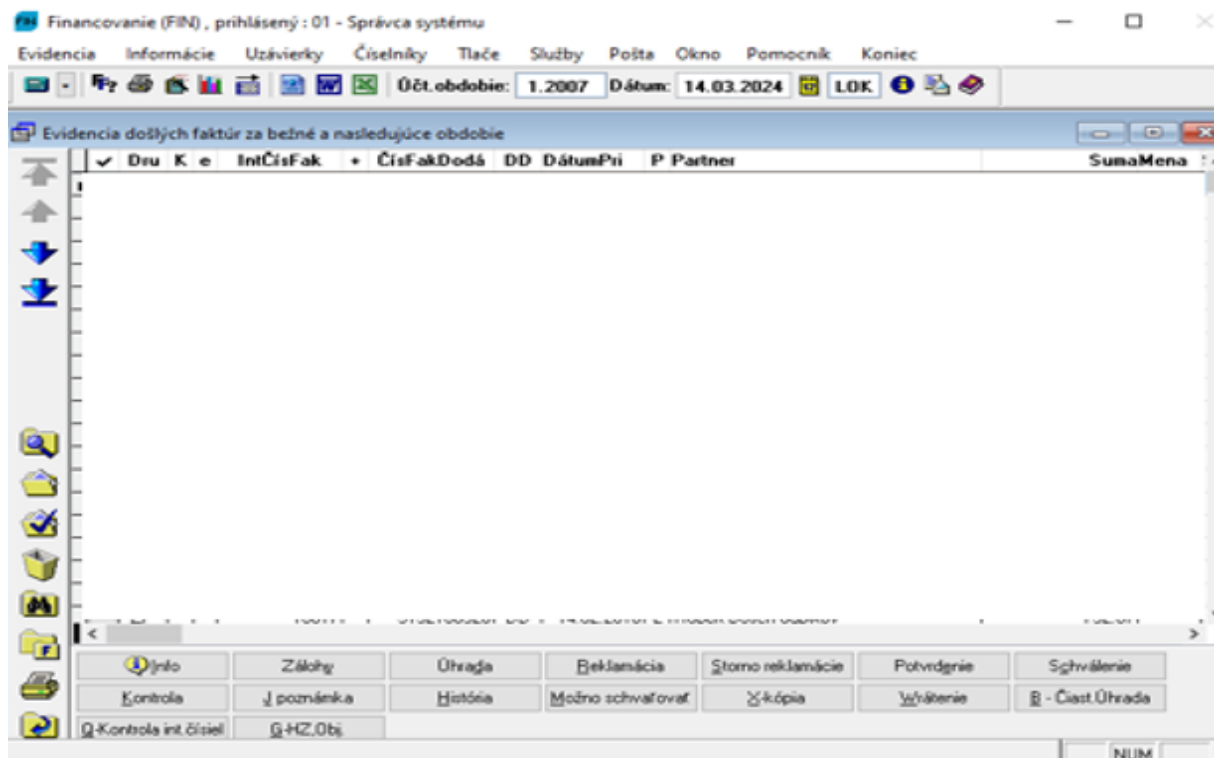 FIN Financovanie (FIN) , prihlásený : 01 - Správca systému
Evidencia Informácie Uzávierky Číselníky Tlače Služby Pošta Okno Pomocník Koniec
Účt.obdobie: 1.2007 Dátum: 14.03.2024 LOK
Evidencia došlých faktúr za bežné a nasledujúce obdobie
Dru K e IntČísFak + ČísFakDodá DD DátumPri P Partner SumaMena
Info Zálohy Úhrada Reklamácia Storno reklamácie Potvrdenie Schválenie
Kontrola J poznámka História Možno schvaľovať X-kópia Wrátenie B - Čiast.Úhrada
Q-Kontrola int.čísiel G-HZ,Obj.
NUM